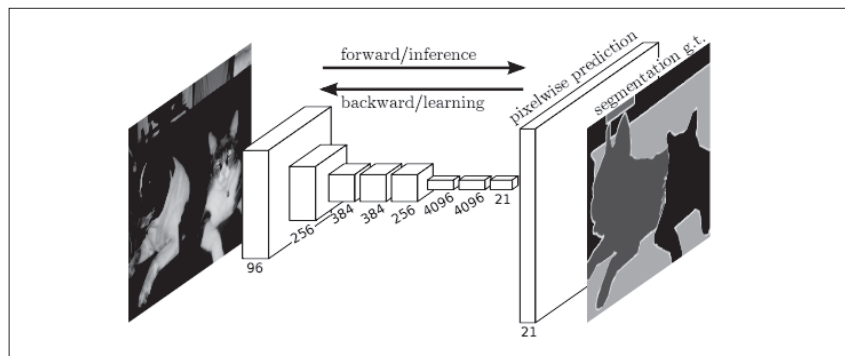 forward/inference
backward/learning
pixelwise prediction
segmentation g.t.
96
256
384
384
256
4096
4096
21
21